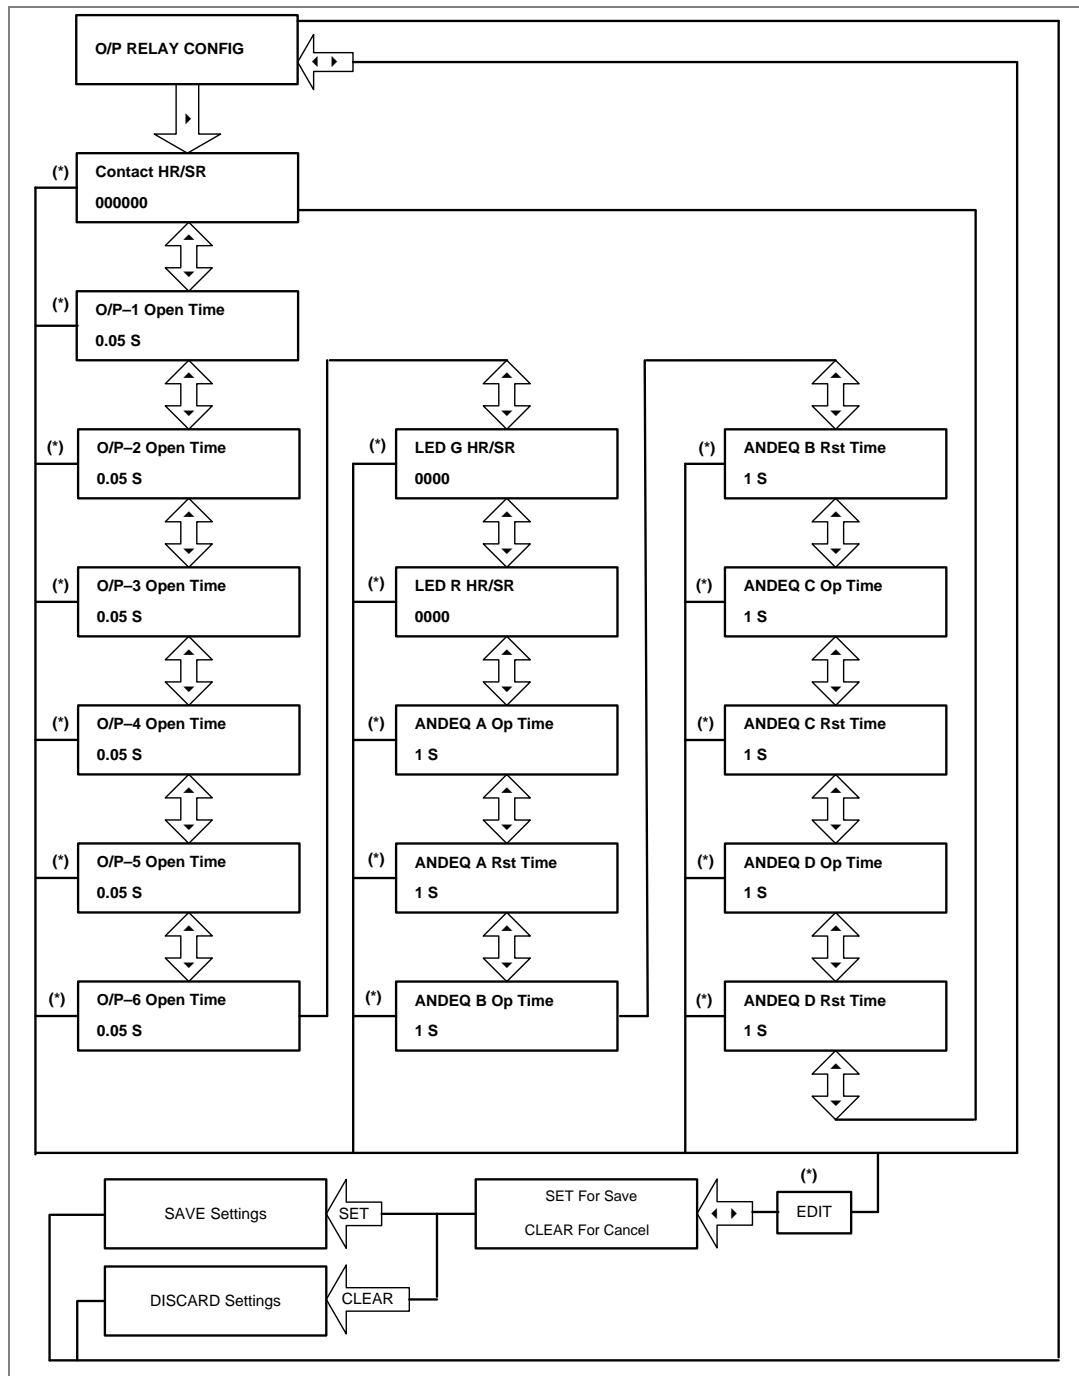 O/P RELAY CONFIG
(*)
Contact HR/SR
000000
(*)
O/P–1 Open Time
0.05 S
(*)
O/P–2 Open Time
0.05 S
(*)
O/P–3 Open Time
0.05 S
(*)
O/P–4 Open Time
0.05 S
(*)
O/P–5 Open Time
0.05 S
(*)
O/P–6 Open Time
0.05 S
(*)
LED G HR/SR
0000
(*)
LED R HR/SR
0000
(*)
ANDEQ A Op Time
1 S
(*)
ANDEQ A Rst Time
1 S
(*)
ANDEQ B Op Time
1 S
(*)
ANDEQ B Rst Time
1 S
(*)
ANDEQ C Op Time
1 S
(*)
ANDEQ C Rst Time
1 S
(*)
ANDEQ D Op Time
1 S
(*)
ANDEQ D Rst Time
1 S
(*)
EDIT
SET For Save
CLEAR For Cancel
SET
SAVE Settings
CLEAR
DISCARD Settings